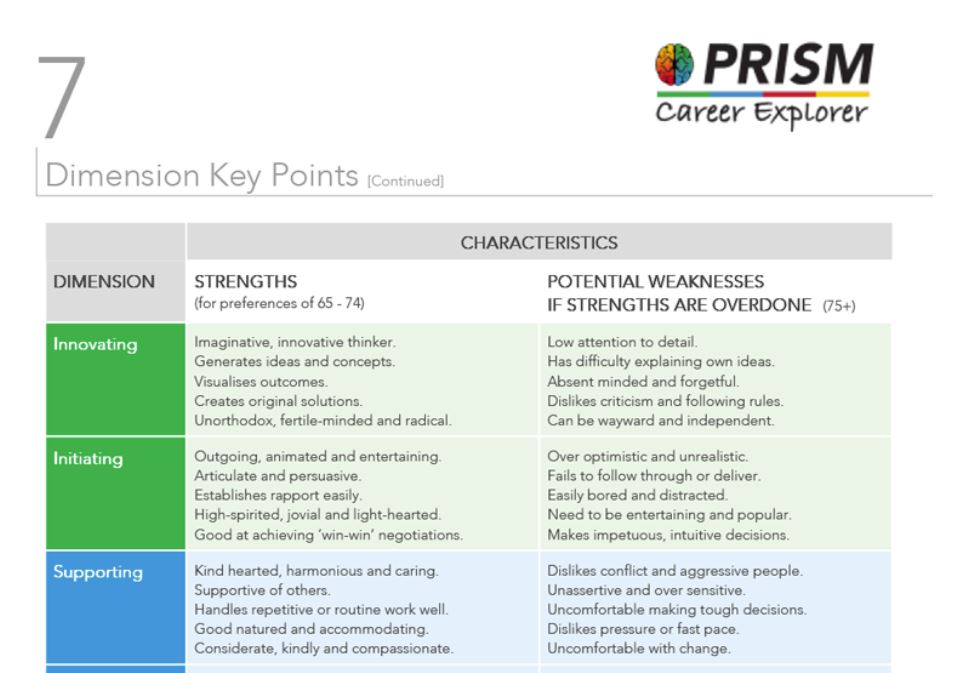 7
PRISM
Career Explorer
Dimension Key Points [Continued]
CHARACTERISTICS
DIMENSION
STRENGTHS
(for preferences of 65 - 74)
POTENTIAL WEAKNESSES
IF STRENGTHS ARE OVERDONE (75+)
Innovating
Imaginative, innovative thinker.
Generates ideas and concepts.
Visualises outcomes.
Creates original solutions.
Unorthodox, fertile-minded and radical.
Low attention to detail.
Has difficulty explaining own ideas.
Absent minded and forgetful.
Dislikes criticism and following rules.
Can be wayward and independent.
Initiating
Outgoing, animated and entertaining.
Articulate and persuasive.
Establishes rapport easily.
High-spirited, jovial and light-hearted.
Good at achieving ‘win-win’ negotiations.
Over optimistic and unrealistic.
Fails to follow through or deliver.
Easily bored and distracted.
Need to be entertaining and popular.
Makes impetuous, intuitive decisions.
Supporting
Kind hearted, harmonious and caring.
Supportive of others.
Handles repetitive or routine work well.
Good natured and accommodating.
Considerate, kindly and compassionate.
Dislikes conflict and aggressive people.
Unassertive and over sensitive.
Uncomfortable making tough decisions.
Dislikes pressure or fast pace.
Uncomfortable with change.